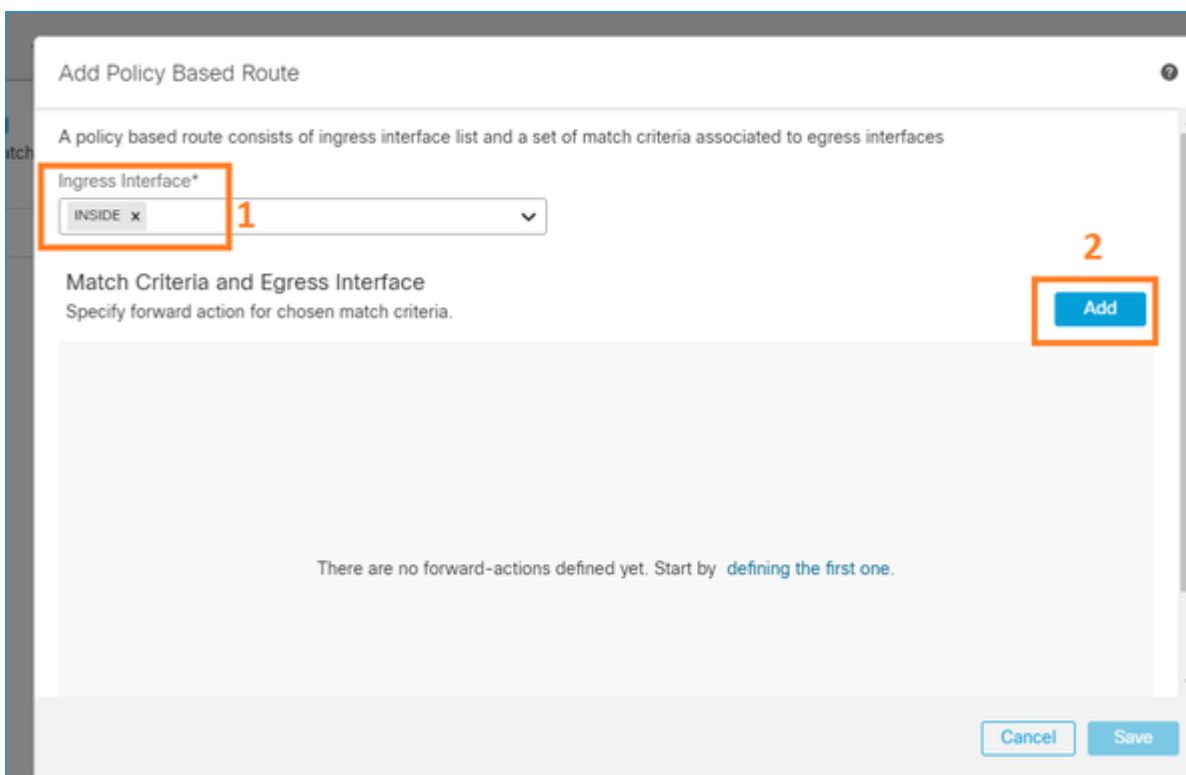 Add Policy Based Route
A policy based route consists of ingress interface list and a set of match criteria associated to egress interfaces
atch
Ingress Interface*
INSIDE x
1
2
Match Criteria and Egress Interface
Specify forward action for chosen match criteria.
Add
There are no forward-actions defined yet. Start by defining the first one.
Cancel
Save